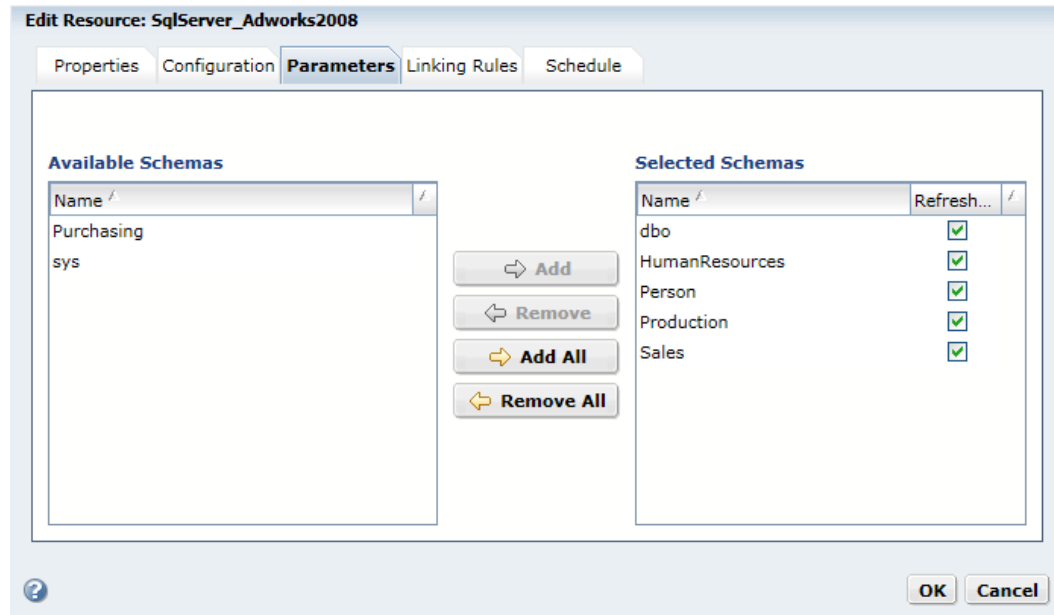 Edit Resource: SqlServer_Adworks2008
Properties Configuration Parameters Linking Rules Schedule
Available Schemas
Name
Purchasing
sys
Add
Remove
Add All
Remove All
Selected Schemas
Name Refresh...
dbo
HumanResources
Person
Production
Sales
?
OK Cancel